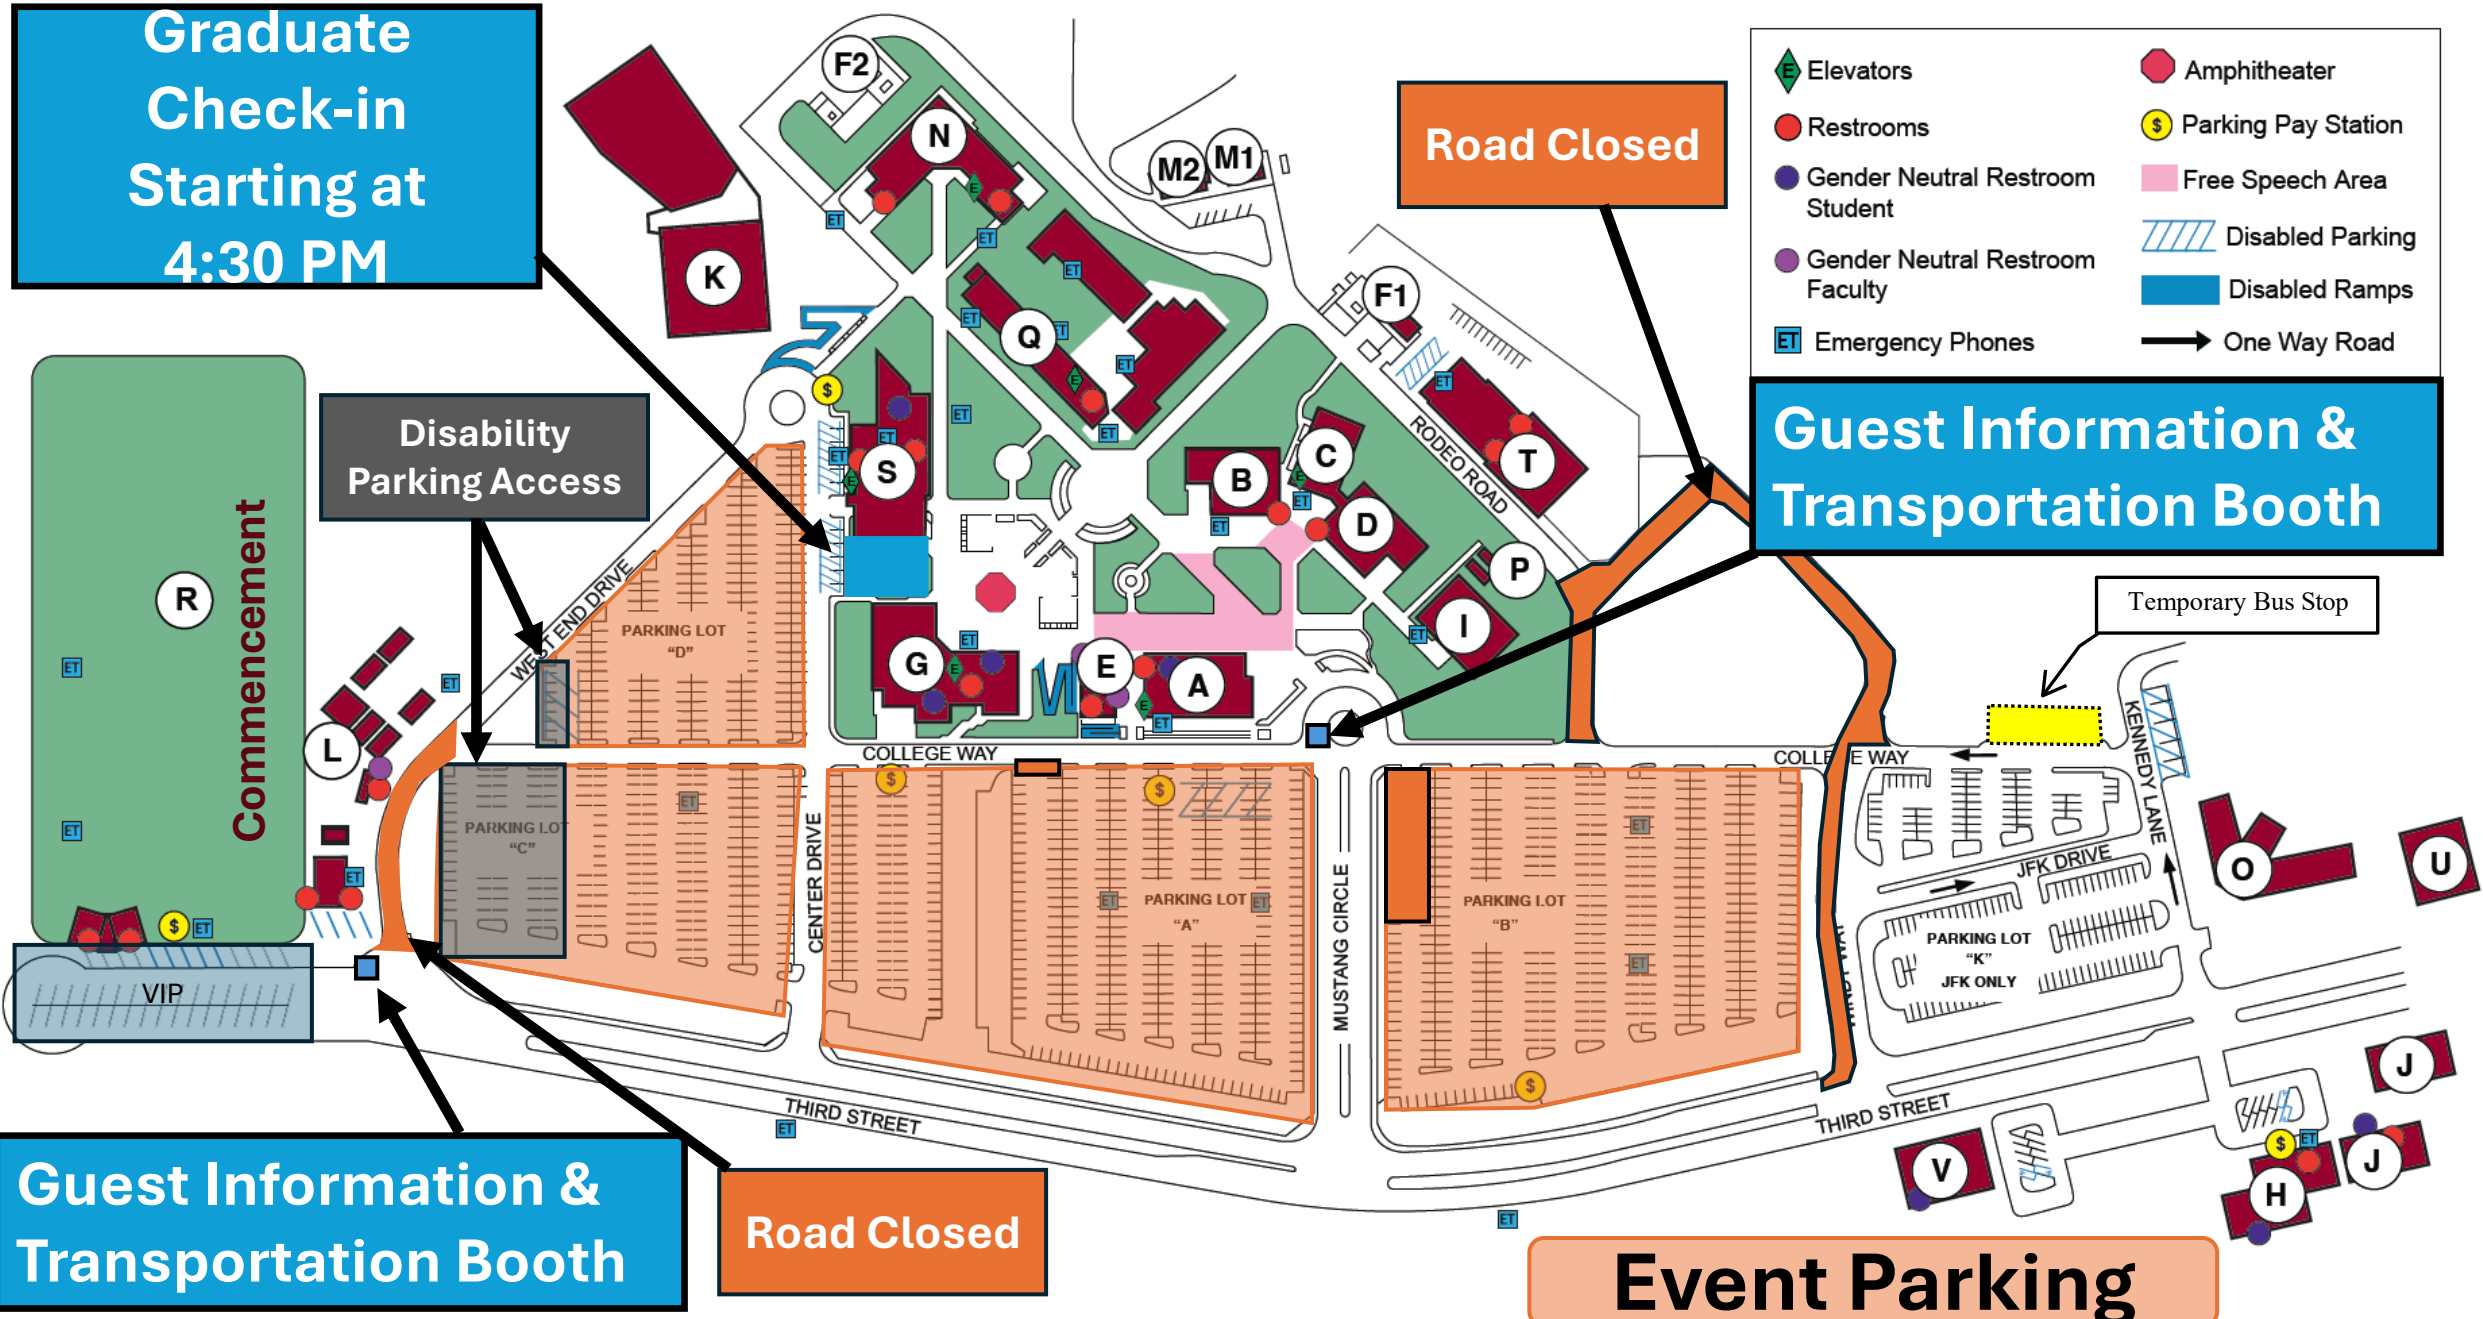 Graduate
Check-in
Starting at
4:30 PM
Road Closed
E Elevators
Restrooms
Gender Neutral Restroom
Student
Gender Neutral Restroom
Faculty
ET Emergency Phones
Amphitheater
$ Parking Pay Station
Free Speech Area
Disabled Parking
Disabled Ramps
One Way Road
Guest Information &
Transportation Booth
Temporary Bus Stop
Disability
Parking Access
Commencement
R
F2
N
K
M2
M1
F1
Q
S
B
C
D
T
P
I
G
E
A
L
O
U
J
J
H
V
RODEO ROAD
WEST END DRIVE
PARKING LOT
“D”
COLLEGE WAY
COLLE E WAY
KENNEDY LANE
JFK DRIVE
PARKING LOT
“C”
CENTER DRIVE
PARKING LOT
“A”
MUSTANG CIRCLE
PARKING LOT
“B”
PARKING LOT
“K”
JFK ONLY
VIP
THIRD STREET
THIRD STREET
Guest Information &
Transportation Booth
Road Closed
Event Parking